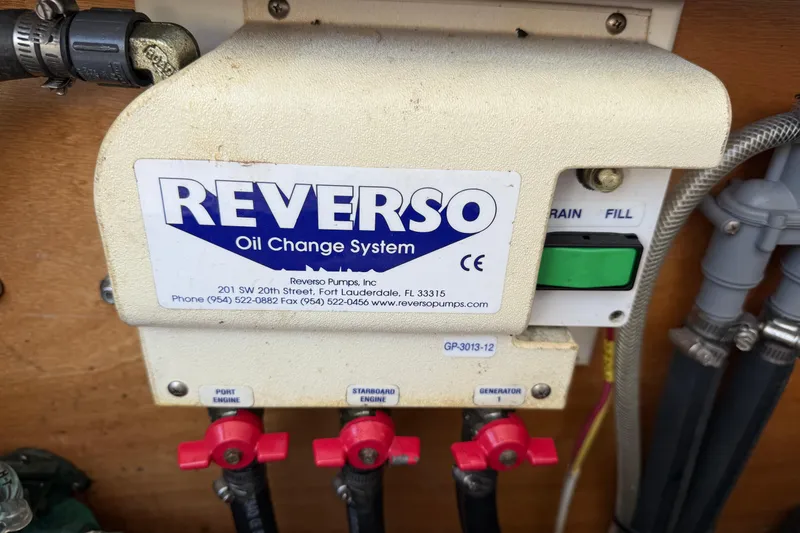 REVERSO
Oil Change System
CE
Reverso Pumps, Inc
201 SW 20th Street, Fort Lauderdale, FL 33315
Phone (954) 522-0882 Fax (954) 522-0456 www.reversopumps.com
RAIN FILL
GP-3013-12
PORT
ENGINE
STARBOARD
ENGINE
GENERATOR
1